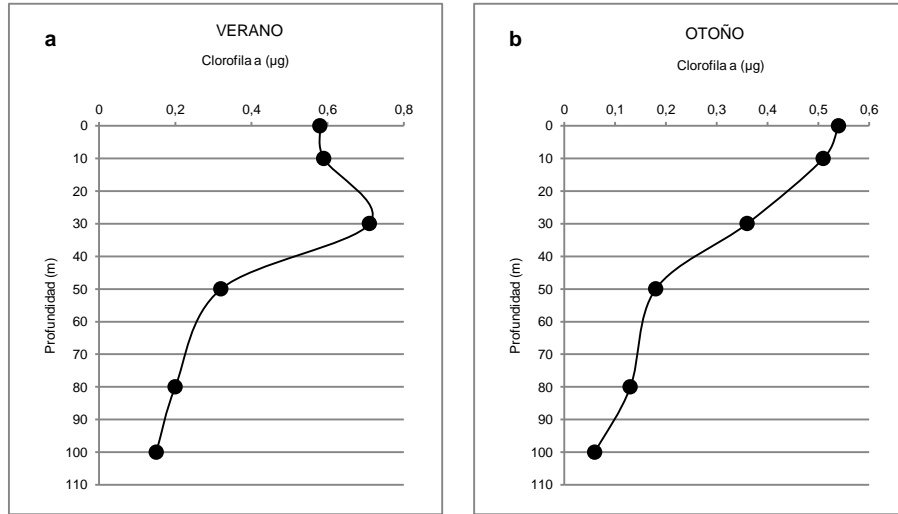 a
VERANO
Clorofila a (µg)
0 0,2 0,4 0,6 0,8
0
10
20
30
40
50
60
70
80
90
100
110
Profundidad (m)
b
OTOÑO
Clorofila a (µg)
0 0,1 0,2 0,3 0,4 0,5 0,6
0
10
20
30
40
50
60
70
80
90
100
110
Profundidad (m)